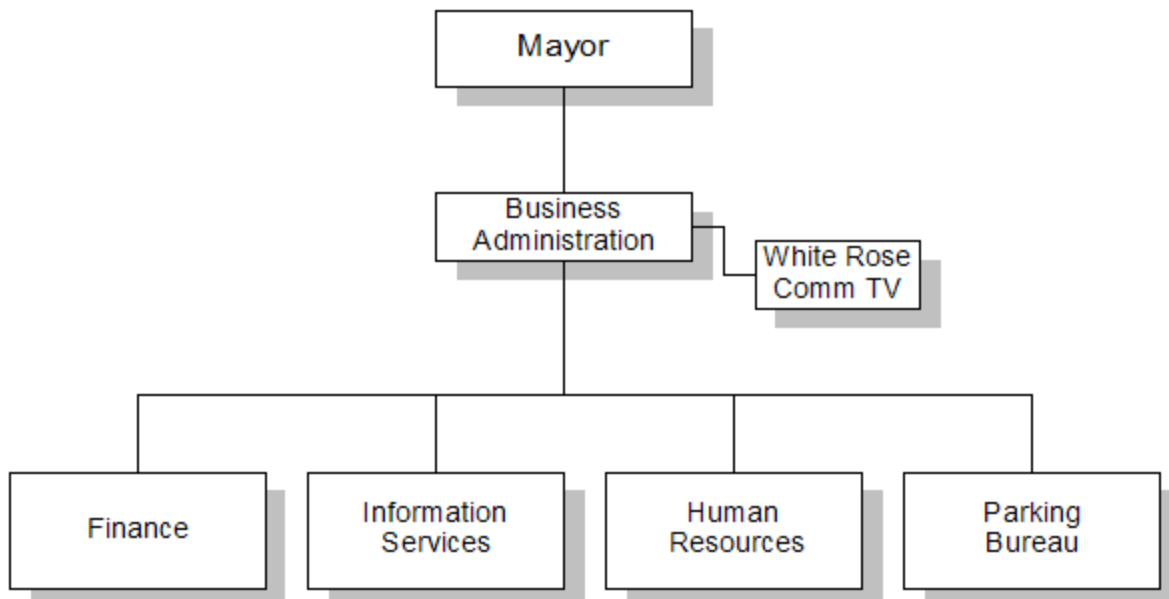 Mayor
Business
Administration
White Rose
Comm TV
Finance
Information
Services
Human
Resources
Parking
Bureau